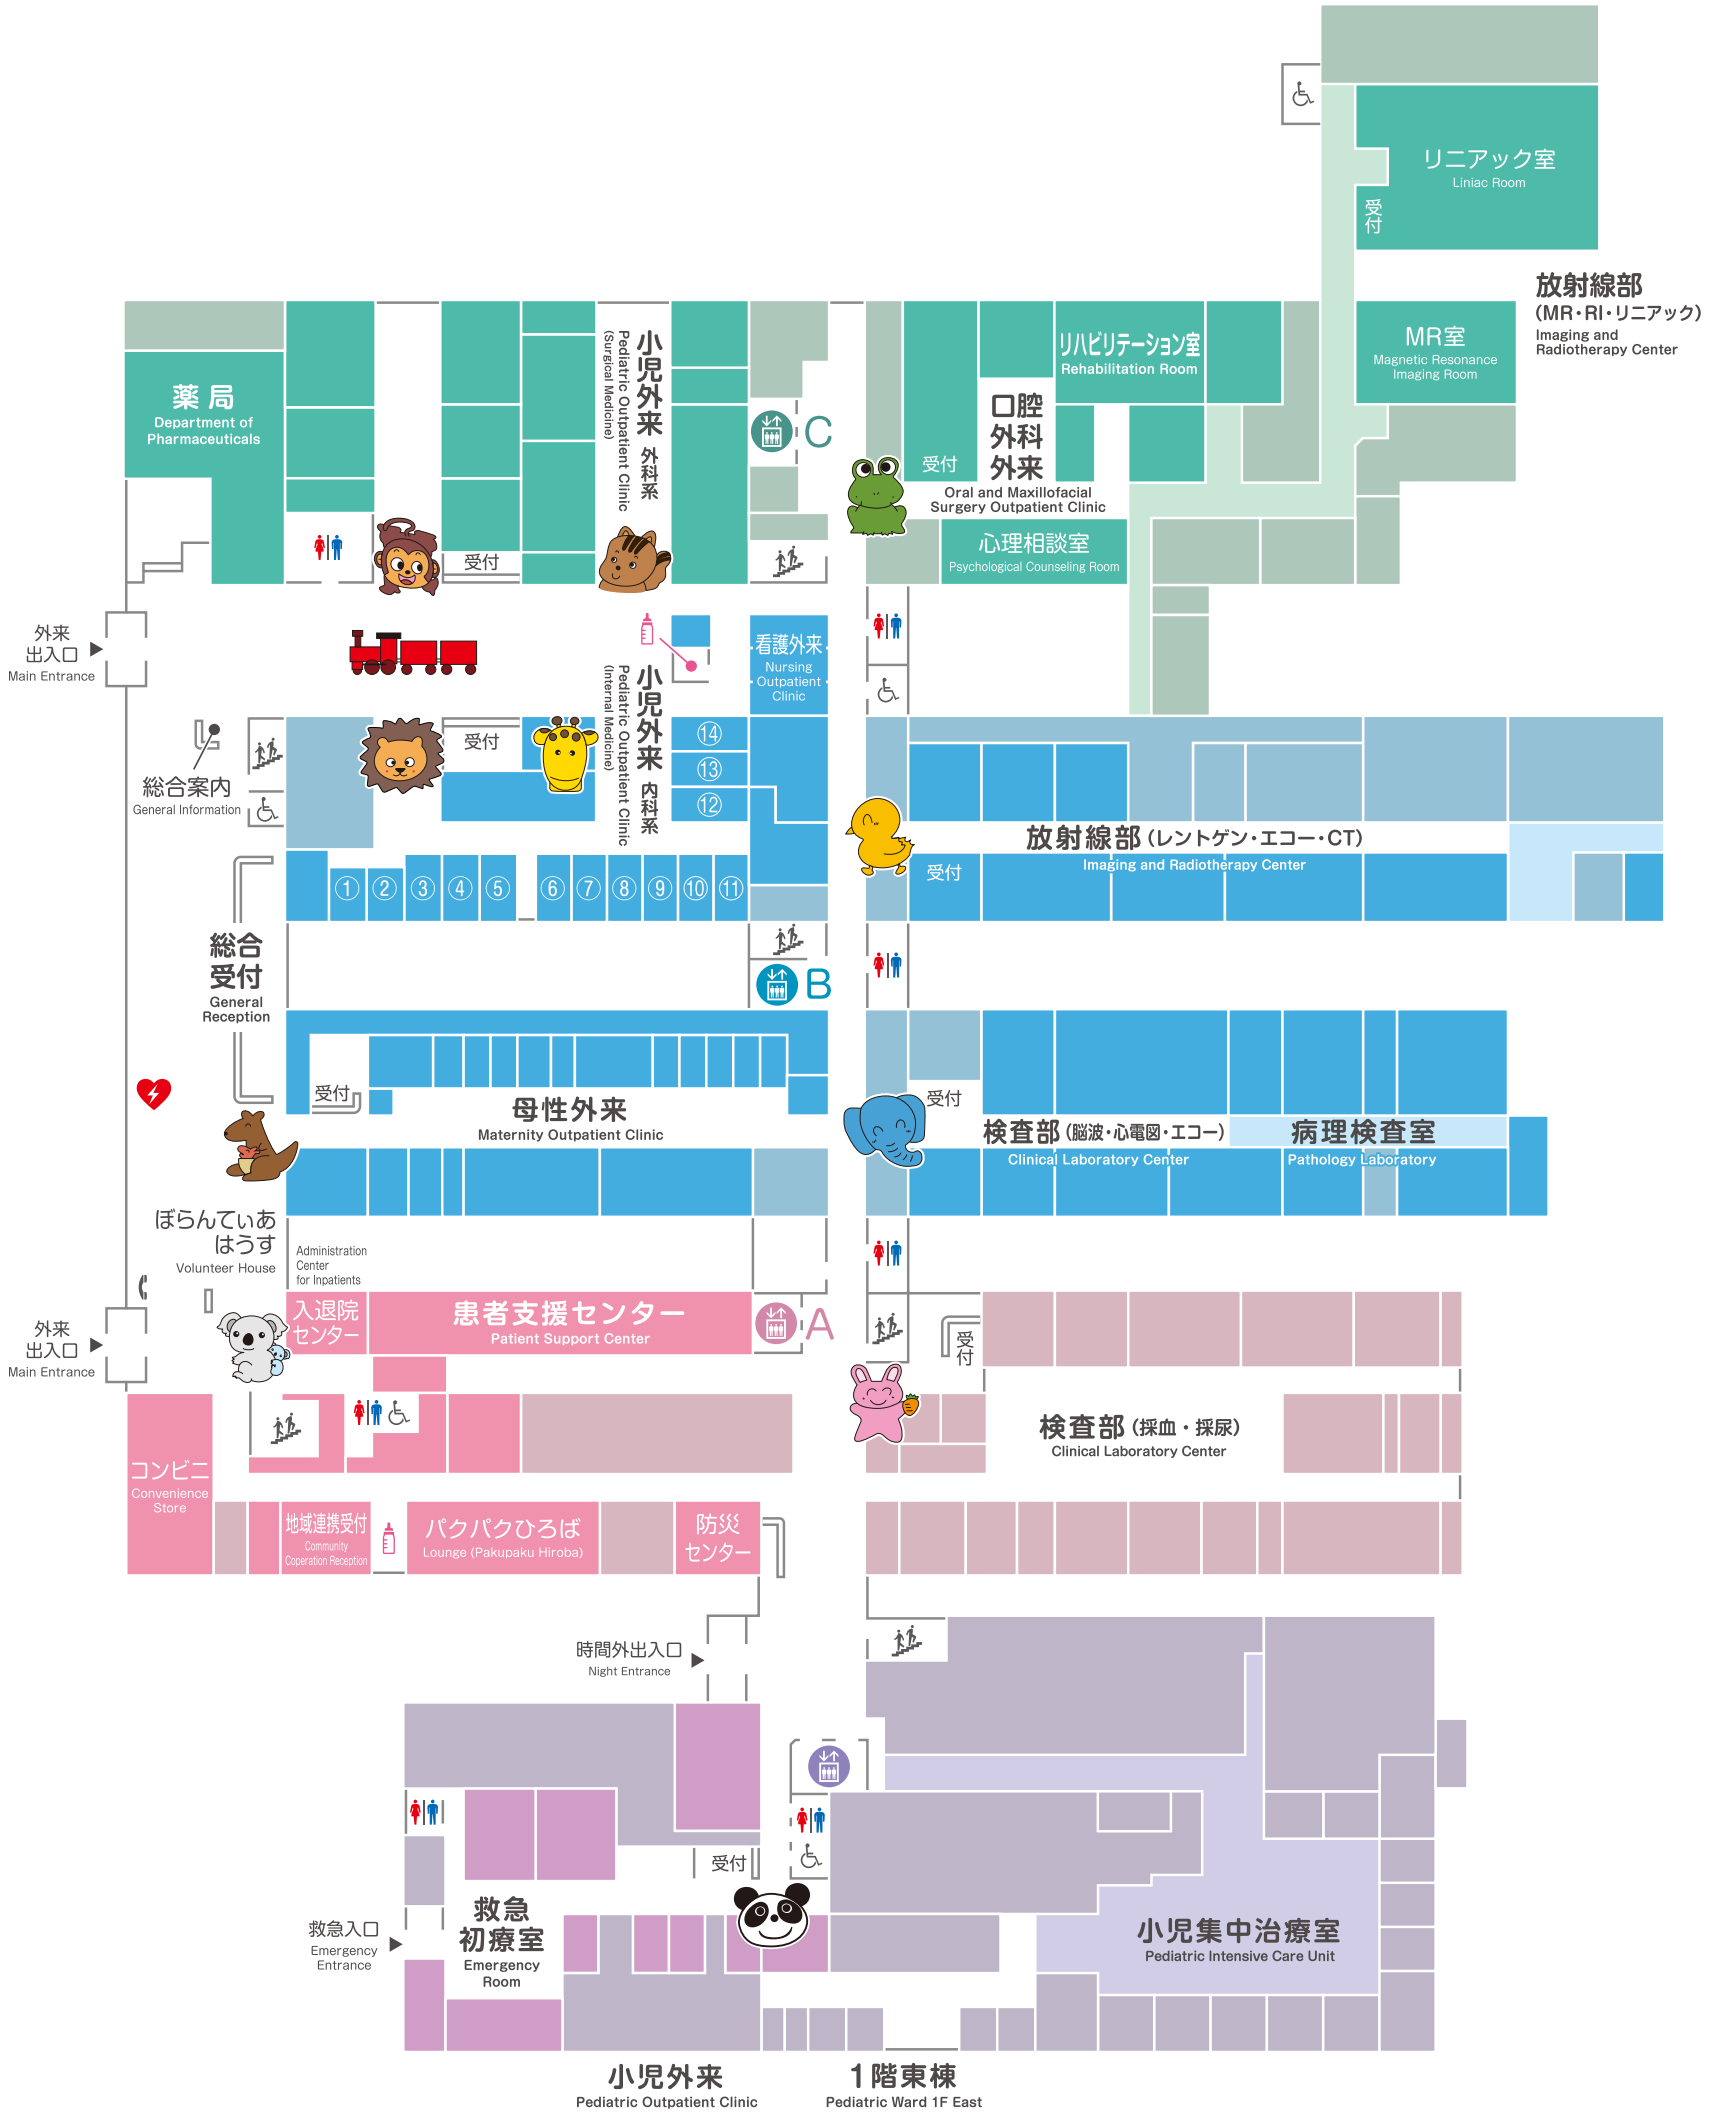 リニアック室
Liniac Room
受付
放射線部
（MR・RI・リニアック）
Imaging and
Radiotherapy Center
MR室
Magnetic Resonance
Imaging Room
薬局
Department of
Pharmaceuticals
小児外来 外科系
Pediatric Outpatient Clinic
(Surgical Medicine)
C
リハビリテーション室
Rehabilitation Room
受付
口腔
外科
外来
Oral and Maxillofacial
Surgery Outpatient Clinic
心理相談室
Psychological Counseling Room
受付
外来
出入口
Main Entrance
看護外来
Nursing
Outpatient
Clinic
小児外来 内科系
Pediatric Outpatient Clinic
(Internal Medicine)
受付
総合案内
General Information
⑭
⑬
⑫
① ② ③ ④ ⑤ ⑥ ⑦ ⑧ ⑨ ⑩ ⑪
放射線部（レントゲン・エコー・CT）
Imaging and Radiotherapy Center
受付
総合
受付
General
Reception
B
受付
母性外来
Maternity Outpatient Clinic
受付
検査部（脳波・心電図・エコー）
Clinical Laboratory Center
病理検査室
Pathology Laboratory
ぼらんてぃあ
はうす
Volunteer House
Administration
Center
for Inpatients
入退院
センター
患者支援センター
Patient Support Center
A
受付
外来
出入口
Main Entrance
検査部（採血・採尿）
Clinical Laboratory Center
コンビニ
Convenience
Store
地域連携受付
Community
Coperation Reception
パクパクひろば
Lounge (Pakupaku Hiroba)
防災
センター
時間外出入口
Night Entrance
受付
救急入口
Emergency
Entrance
救急
初療室
Emergency
Room
小児集中治療室
Pediatric Intensive Care Unit
小児外来
Pediatric Outpatient Clinic
1階東棟
Pediatric Ward 1F East